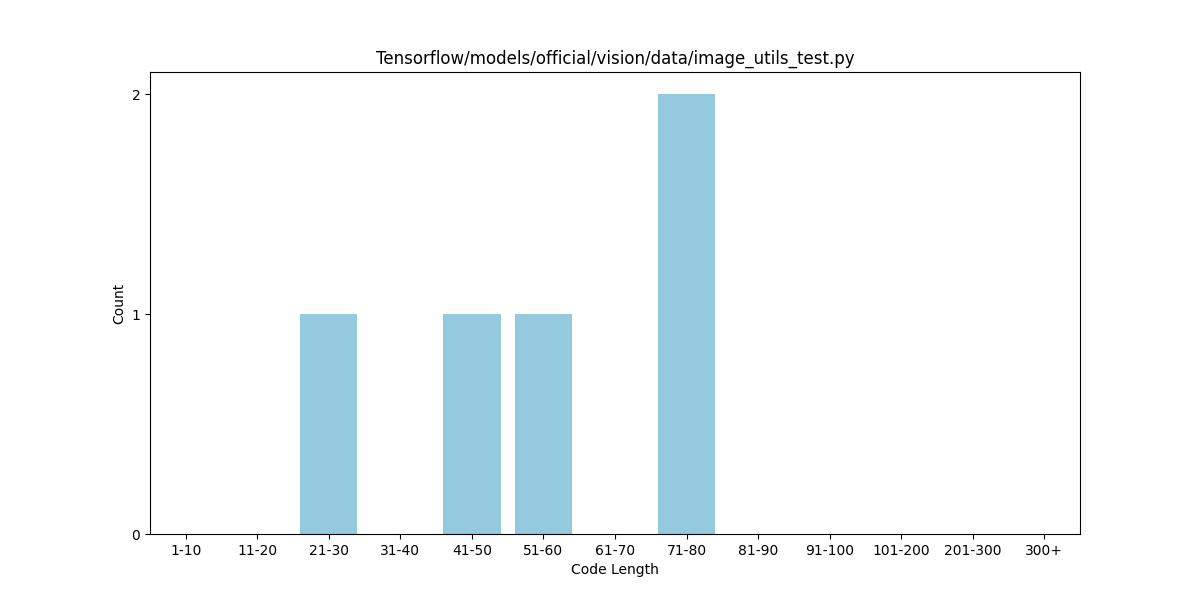 Tensorflow/models/official/vision/data/image_utils_test.py
Count
2
1
0
1-10 11-20 21-30 31-40 41-50 51-60 61-70 71-80 81-90 91-100 101-200 201-300 300+
Code Length